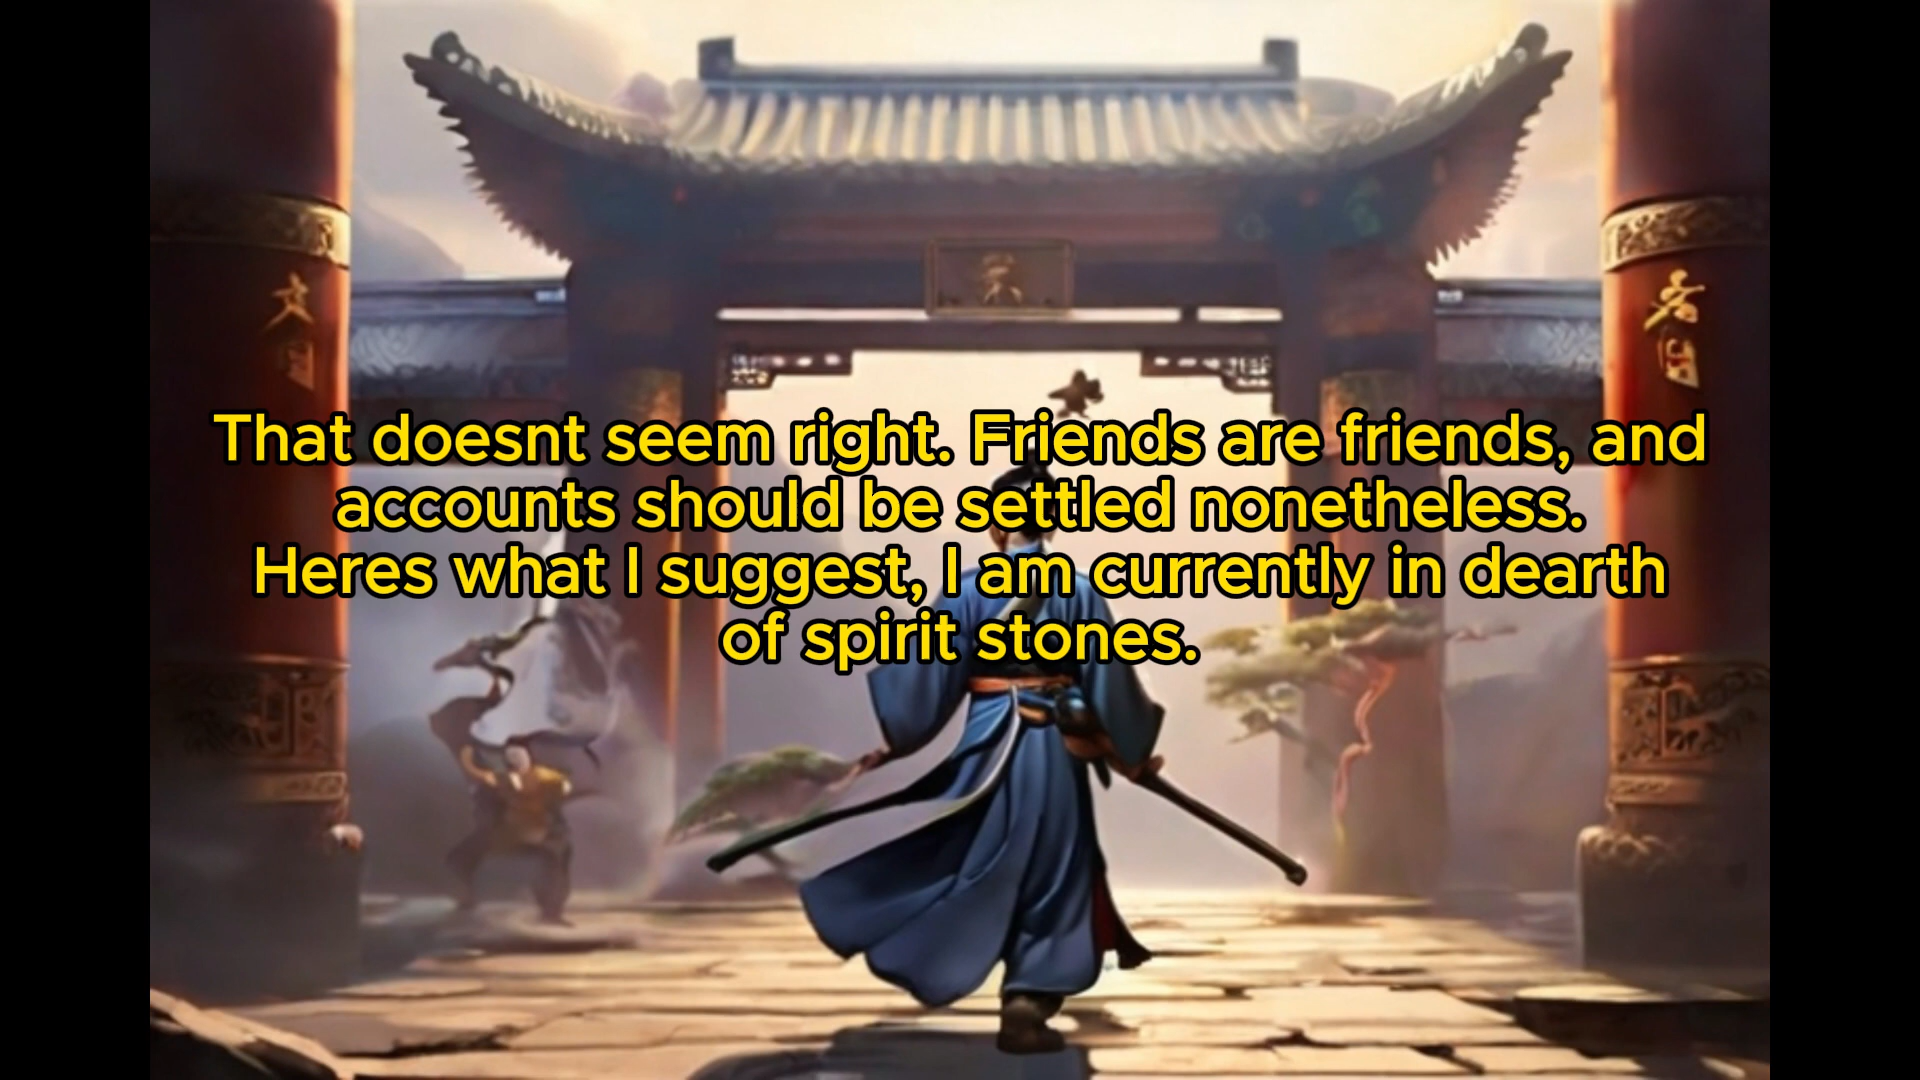 That doesnt seem right. Friends are friends, and
accounts should be settled nonetheless.
Heres what I suggest, I am currently in dearth
of spirit stones.